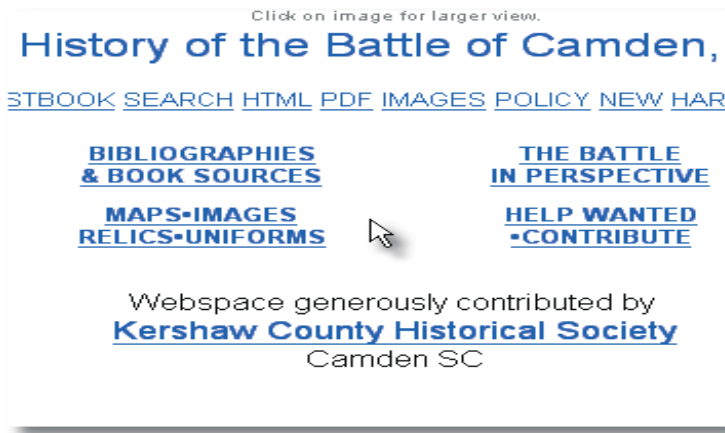 Click on image for larger view.
History of the Battle of Camden,
STBOOK SEARCH HTML PDF IMAGES POLICY NEW HAR
BIBLIOGRAPHIES
& BOOK SOURCES
THE BATTLE
IN PERSPECTIVE
MAPS•IMAGES
RELICS•UNIFORMS
HELP WANTED
•CONTRIBUTE
Webspace generously contributed by
Kershaw County Historical Society
Camden SC